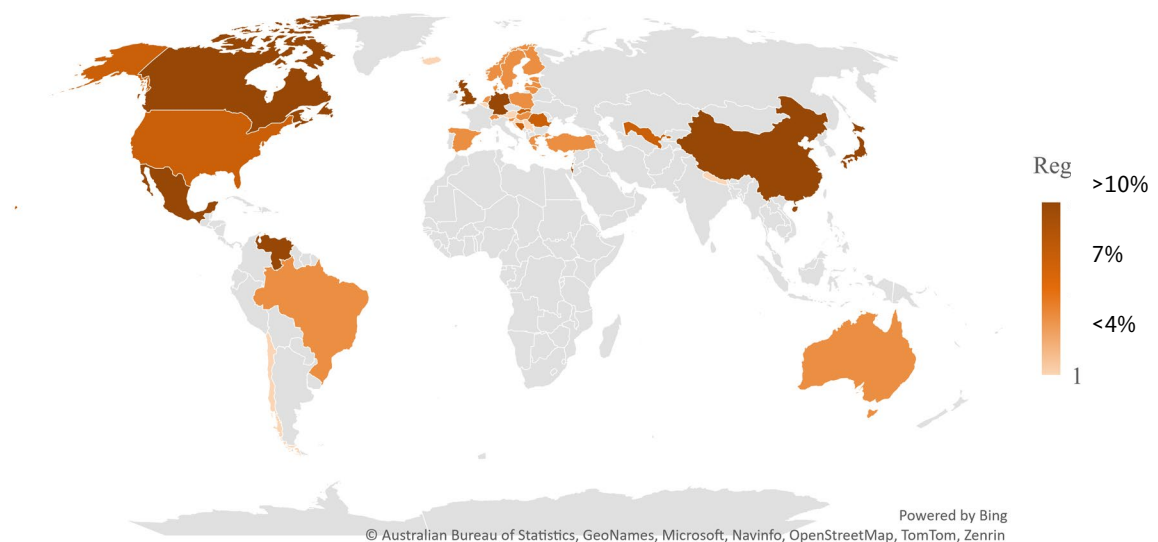 Reg
>10%
7%
<4%
1
Powered by Bing
© Australian Bureau of Statistics, GeoNames, Microsoft, Navinfo, OpenStreetMap, TomTom, Zenrin